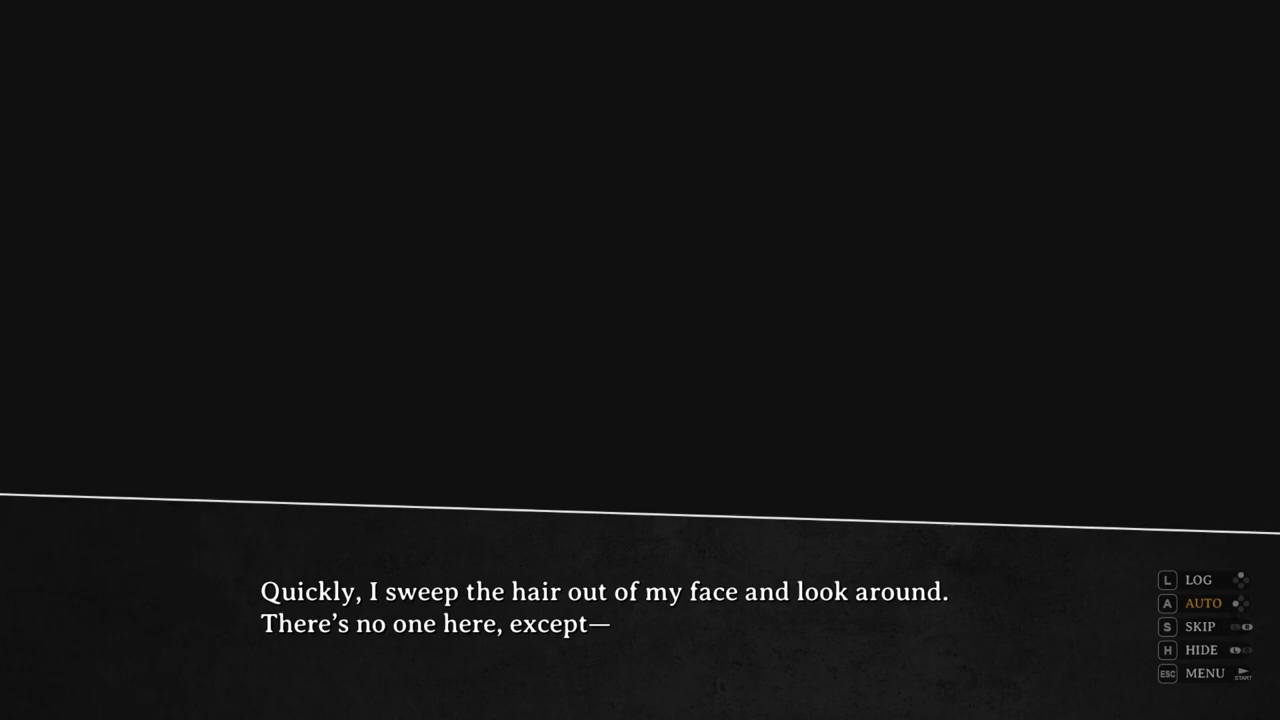 Quickly, I sweep the hair out of my face and look around.
There's no one here, except—
L LOG
A AUTO
S SKIP
H HIDE
ESC MENU
START